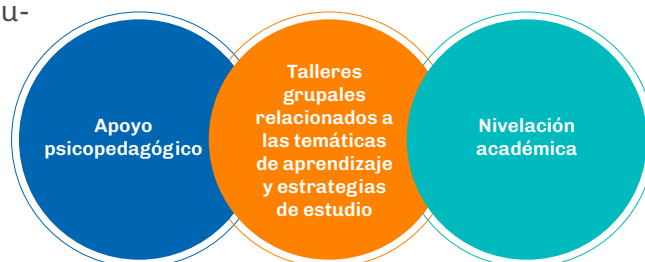 u-
Apoyo
psicopedagógico
Talleres
grupales
relacionados a
las temáticas
de aprendizaje
y estrategias
de estudio
Nivelación
académica